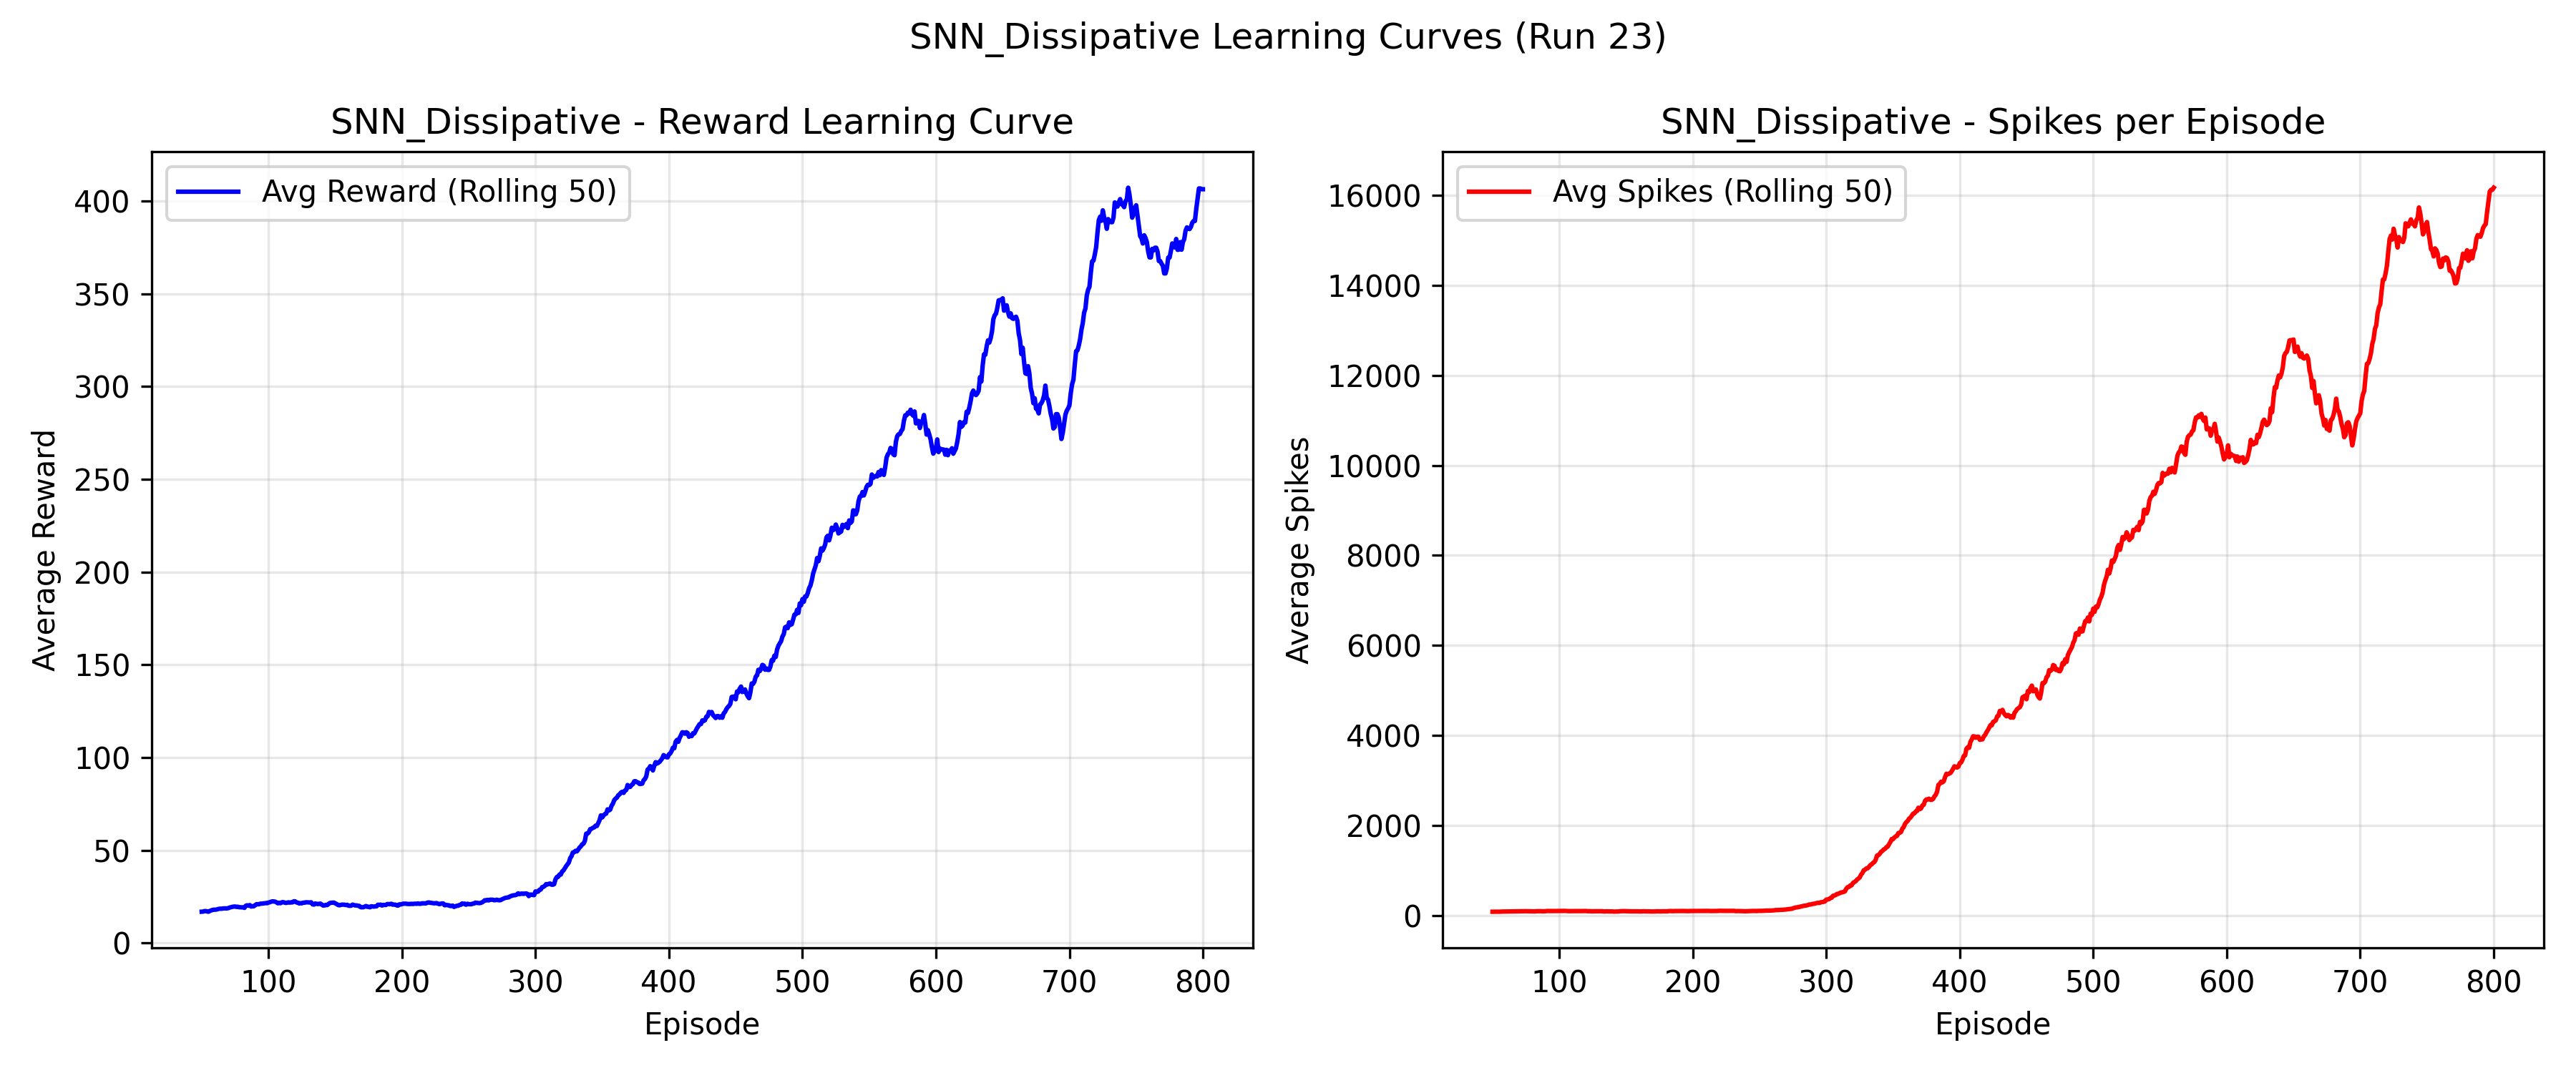 SNN_Dissipative Learning Curves (Run 23)
SNN_Dissipative - Reward Learning Curve
Avg Reward (Rolling 50)
Average Reward
400
350
300
250
200
150
100
50
0
100 200 300 400 500 600 700 800
Episode
SNN_Dissipative - Spikes per Episode
Avg Spikes (Rolling 50)
Average Spikes
16000
14000
12000
10000
8000
6000
4000
2000
0
100 200 300 400 500 600 700 800
Episode